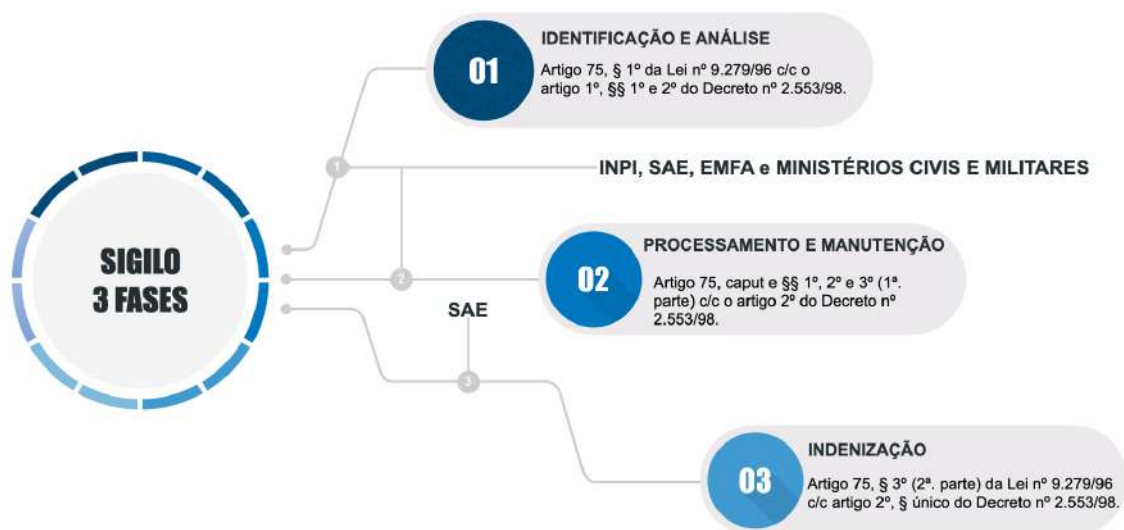 SIGILO
3 FASES
01
IDENTIFICAÇÃO E ANÁLISE
Artigo 75, § 1º da Lei nº 9.279/96 c/c o
artigo 1º, §§ 1º e 2º do Decreto nº 2.553/98.
1
INPI, SAE, EMFA e MINISTÉRIOS CIVIS E MILITARES
2
02
PROCESSAMENTO E MANUTENÇÃO
Artigo 75, caput e §§ 1º, 2º e 3º (1ª.
parte) c/c o artigo 2º do Decreto nº
2.553/98.
SAE
3
03
INDENIZAÇÃO
Artigo 75, § 3º (2ª. parte) da Lei nº 9.279/96
c/c artigo 2º, § único do Decreto nº 2.553/98.